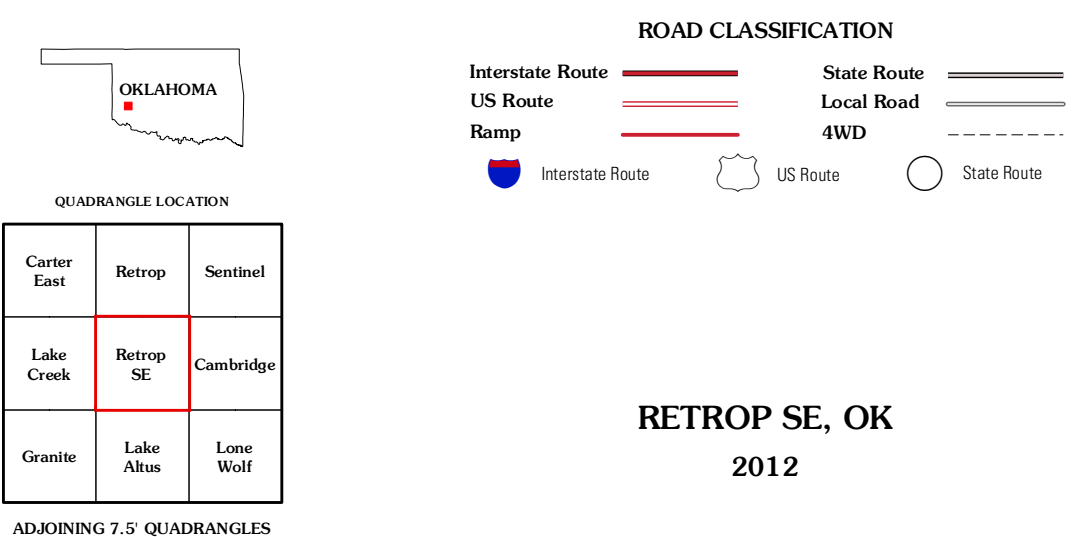 OKLAHOMA
QUADRANGLE LOCATION
Carter
East
Retrop
Sentinel
Lake
Creek
Retrop
SE
Cambridge
Granite
Lake
Altus
Lone
Wolf
ADJOINING 7.5' QUADRANGLES
ROAD CLASSIFICATION
Interstate Route
State Route
US Route
Local Road
Ramp
4WD
Interstate Route
US Route
State Route
RETROP SE, OK
2012